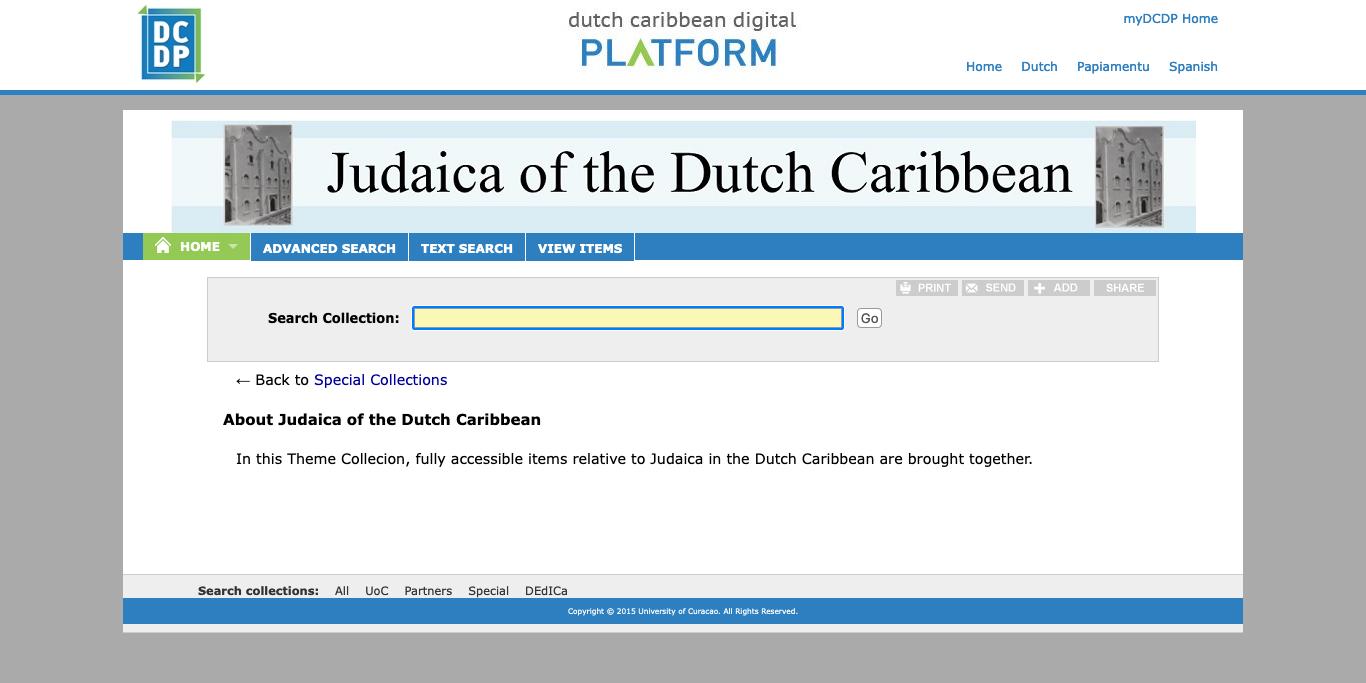 DCDP
dutch caribbean digital
PLATFORM
myDCDP Home
Home Dutch Papiamentu Spanish
Judaica of the Dutch Caribbean
HOME ADVANCED SEARCH TEXT SEARCH VIEW ITEMS
PRINT SEND ADD SHARE
Search Collection: Go
← Back to Special Collections
About Judaica of the Dutch Caribbean
In this Theme Collecion, fully accessible items relative to Judaica in the Dutch Caribbean are brought together.
Search collections: All UoC Partners Special DEdICa
Copyright © 2015 University of Curacao. All Rights Reserved.